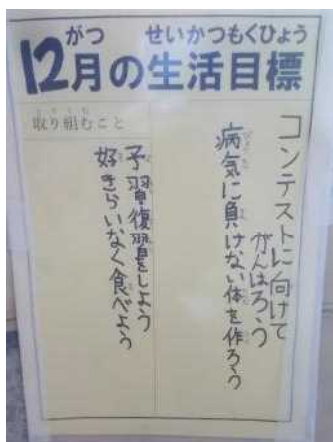 がつ せいかつもくひょう
12月の生活目標
コンテストに向けて
がんばろう
病気に負けない体を作ろう
取り組むこと
予習復習をしよう
好きらいなく食べよう